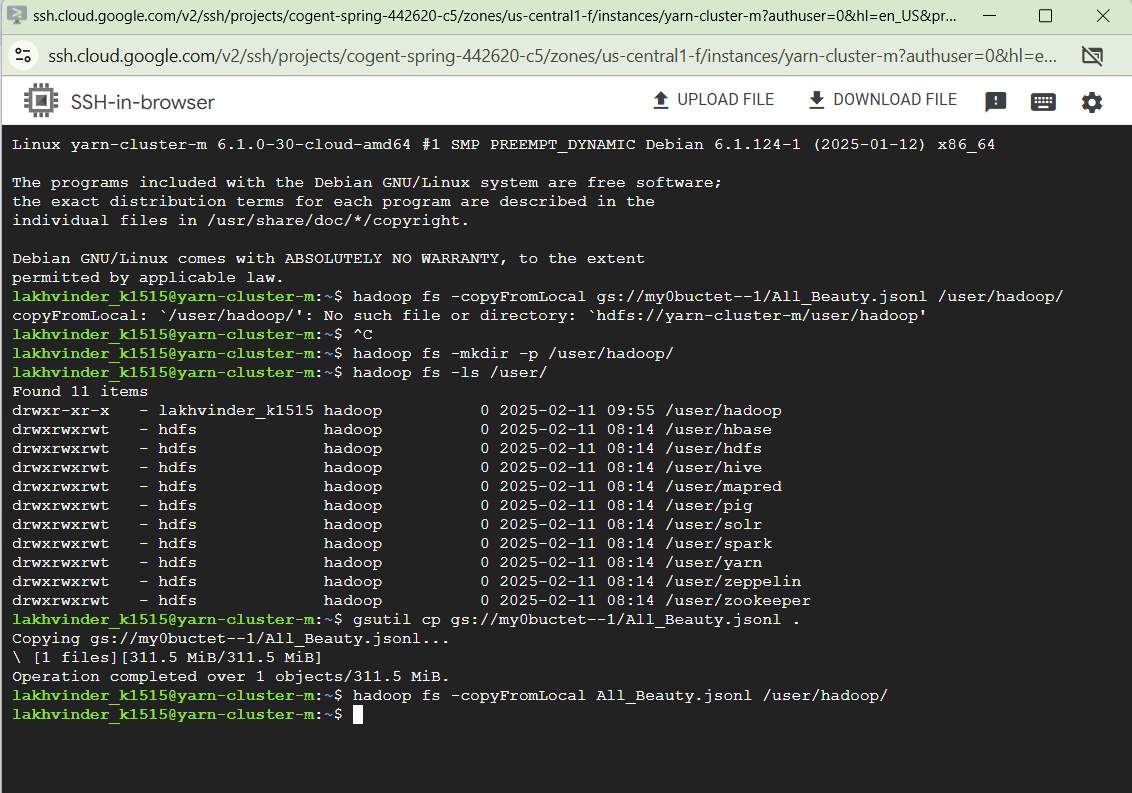 ssh.cloud.google.com/v2/ssh/projects/cogent-spring-442620-c5/zones/us-central1-f/instances/yarn-cluster-m?authuser=0&hl=en_US&pr...
ssh.cloud.google.com/v2/ssh/projects/cogent-spring-442620-c5/zones/us-central1-f/instances/yarn-cluster-m?authuser=0&hl=e...
SSH-in-browser UPLOAD FILE DOWNLOAD FILE
Linux yarn-cluster-m 6.1.0-30-cloud-amd64 #1 SMP PREEMPT_DYNAMIC Debian 6.1.124-1 (2025-01-12) x86_64
The programs included with the Debian GNU/Linux system are free software;
the exact distribution terms for each program are described in the
individual files in /usr/share/doc/*/copyright.
Debian GNU/Linux comes with ABSOLUTELY NO WARRANTY, to the extent
permitted by applicable law.
lakhvinder_k1515@yarn-cluster-m:~$ hadoop fs -copyFromLocal gs://my0buctet--1/All_Beauty.jsonl /user/hadoop/
copyFromLocal: `/user/hadoop/': No such file or directory: `hdfs://yarn-cluster-m/user/hadoop'
lakhvinder_k1515@yarn-cluster-m:~$ ^C
lakhvinder_k1515@yarn-cluster-m:~$ hadoop fs -mkdir -p /user/hadoop/
lakhvinder_k1515@yarn-cluster-m:~$ hadoop fs -ls /user/
Found 11 items
drwxr-xr-x   - lakhvinder_k1515 hadoop          0 2025-02-11 09:55 /user/hadoop
drwxrwxrwt   - hdfs             hadoop          0 2025-02-11 08:14 /user/hbase
drwxrwxrwt   - hdfs             hadoop          0 2025-02-11 08:14 /user/hdfs
drwxrwxrwt   - hdfs             hadoop          0 2025-02-11 08:14 /user/hive
drwxrwxrwt   - hdfs             hadoop          0 2025-02-11 08:14 /user/mapred
drwxrwxrwt   - hdfs             hadoop          0 2025-02-11 08:14 /user/pig
drwxrwxrwt   - hdfs             hadoop          0 2025-02-11 08:14 /user/solr
drwxrwxrwt   - hdfs             hadoop          0 2025-02-11 08:14 /user/spark
drwxrwxrwt   - hdfs             hadoop          0 2025-02-11 08:14 /user/yarn
drwxrwxrwt   - hdfs             hadoop          0 2025-02-11 08:14 /user/zeppelin
drwxrwxrwt   - hdfs             hadoop          0 2025-02-11 08:14 /user/zookeeper
lakhvinder_k1515@yarn-cluster-m:~$ gsutil cp gs://my0buctet--1/All_Beauty.jsonl .
Copying gs://my0buctet--1/All_Beauty.jsonl...
\ [1 files][311.5 MiB/311.5 MiB]
Operation completed over 1 objects/311.5 MiB.
lakhvinder_k1515@yarn-cluster-m:~$ hadoop fs -copyFromLocal All_Beauty.jsonl /user/hadoop/
lakhvinder_k1515@yarn-cluster-m:~$